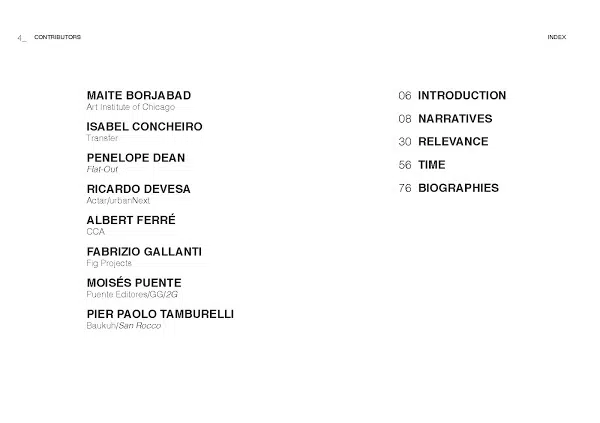 4_ CONTRIBUTORS
INDEX
MAITE BORJABAD
Art Institute of Chicago
ISABEL CONCHEIRO
Transfer
PENELOPE DEAN
Flat-Out
RICARDO DEVESA
Actar/urbanNext
ALBERT FERRÉ
CCA
FABRIZIO GALLANTI
Fig Projects
MOISÉS PUENTE
Puente Editores/GG/2G
PIER PAOLO TAMBURELLI
Baukuh/San Rocco
06 INTRODUCTION
08 NARRATIVES
30 RELEVANCE
56 TIME
76 BIOGRAPHIES